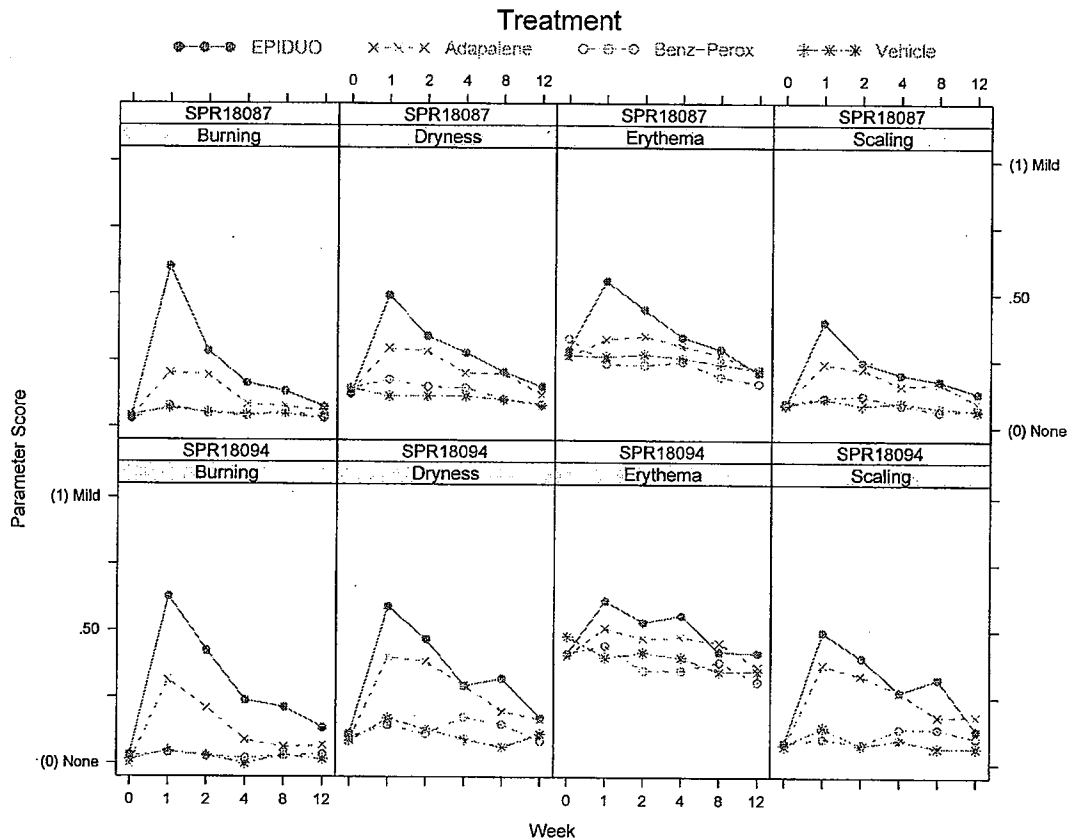 Treatment
EPIDUO Adapalene Benz-Perox Vehicle
0 1 2 4 8 12 0 1 2 4 8 12
SPR18087 SPR18087 SPR18087 SPR18087
Burning Dryness Erythema Scaling
(1) Mild
.50
(0) None
SPR18094 SPR18094 SPR18094 SPR18094
Burning Dryness Erythema Scaling
(1) Mild
.50
(0) None
Parameter Score
0 1 2 4 8 12 0 1 2 4 8 12
Week